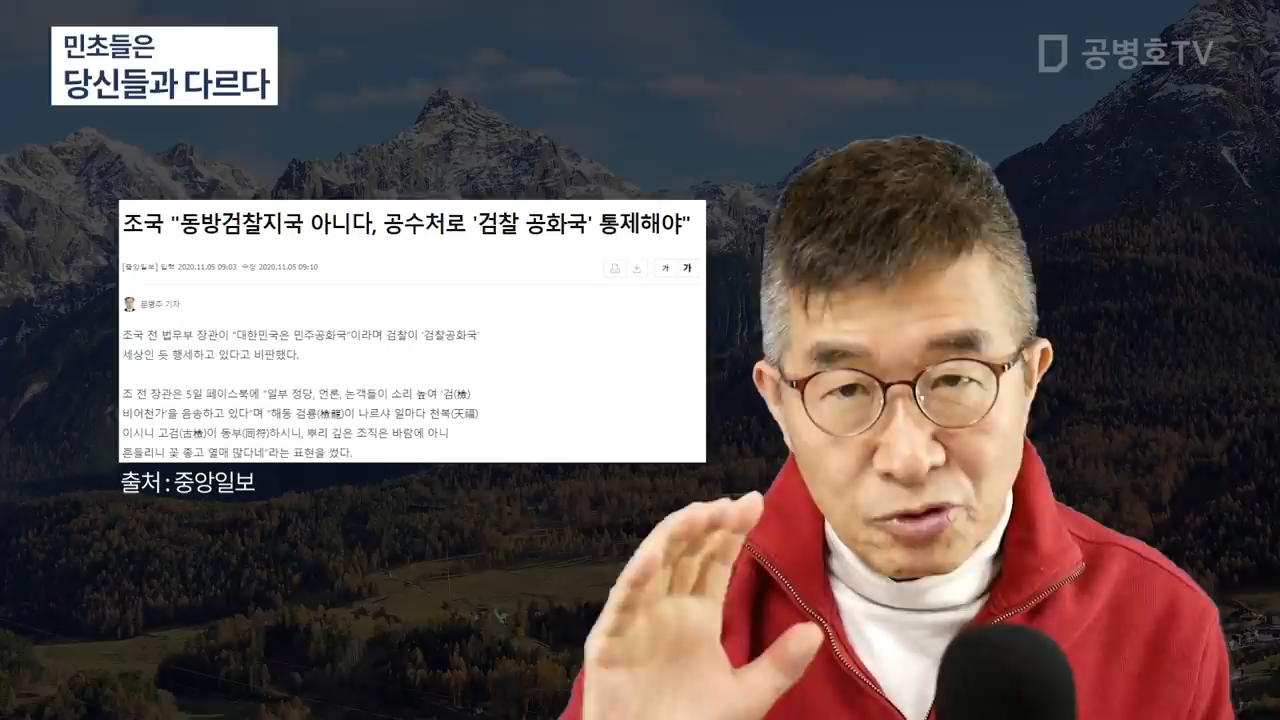 민초들은
당신들과 다르다
공병호TV
조국 "동방검찰지국 아니다, 공수처로 '검찰 공화국' 통제해야"
[중앙일보] 입력 2020.11.05 09:03 수정 2020.11.05 09:10
가 가
문병주 기자
조국 전 법무부 장관이 "대한민국은 민주공화국"이라며 검찰이 '검찰공화국'
세상인 듯 행세하고 있다고 비판했다.
조 전 장관은 5일 페이스북에 "일부 정당, 언론, 논객들이 소리 높여 '검(檢)
비어천가'을 음송하고 있다"며 "해동 검룡(檢龍)이 나르샤 일마다 천복(天福)
이시니 고검(古檢)이 동부(同符)하시니, 뿌리 깊은 조직은 바람에 아니
흔들리니 꽃 좋고 열매 많다네"라는 표현을 썼다.
출처 : 중앙일보